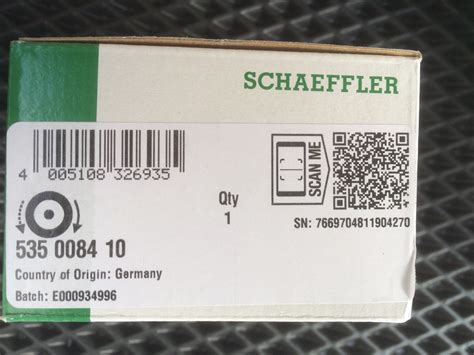 SCHAEFFLER
4 005108 326935
Qty
1
SCAN ME
SN: 7669704811904270
535 0084 10
Country of Origin: Germany
Batch: E000934996